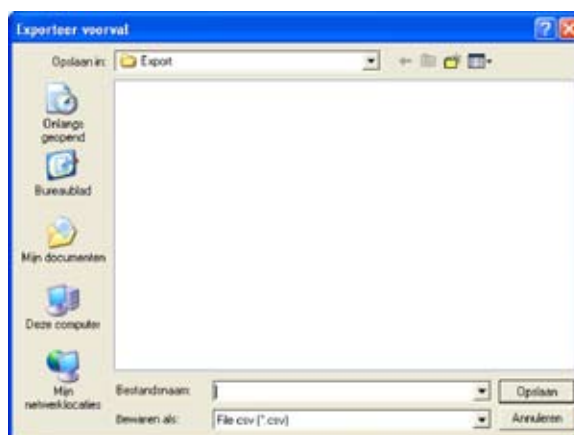 Exporteer voorval
Opslaan in:
Export
Onlangs
geopend
Bureaublad
Mijn documenten
Deze computer
Mijn
netwerklocaties
Bestandsnaam:
Opslaan
Bewaren als:
File csv (*.csv)
Annuleren